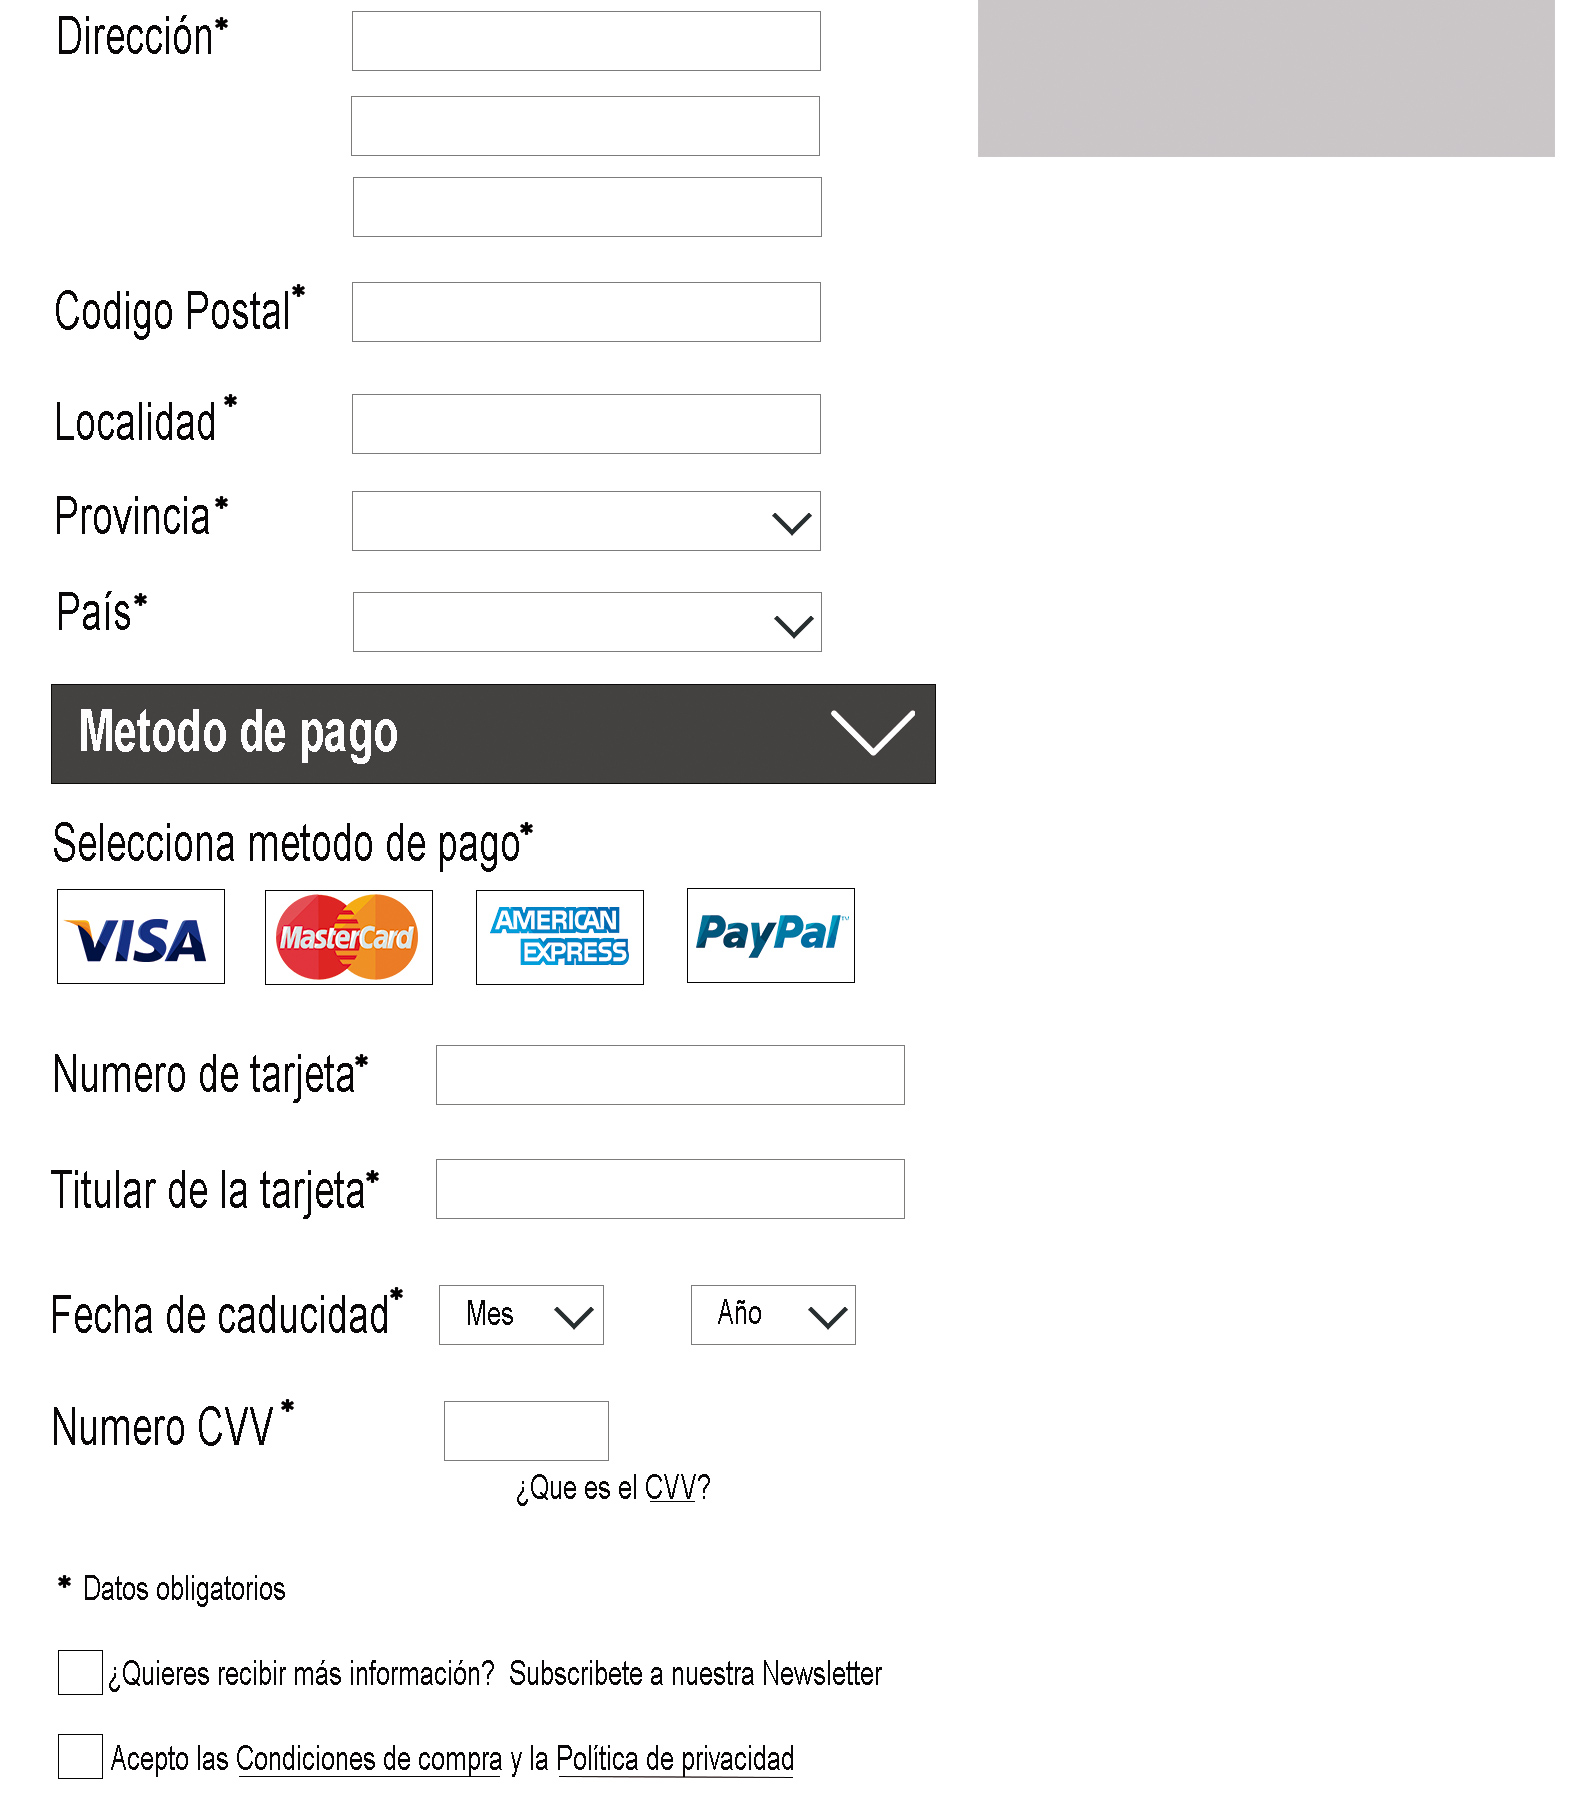 Dirección*
Codigo Postal*
Localidad *
Provincia*
País*
Metodo de pago
Selecciona metodo de pago*
VISA MasterCard AMERICAN EXPRESS PayPal™
Numero de tarjeta*
Titular de la tarjeta*
Fecha de caducidad* Mes Año
Numero CVV *
¿Que es el CVV?
* Datos obligatorios
¿Quieres recibir más información? Subscribete a nuestra Newsletter
Acepto las Condiciones de compra y la Política de privacidad